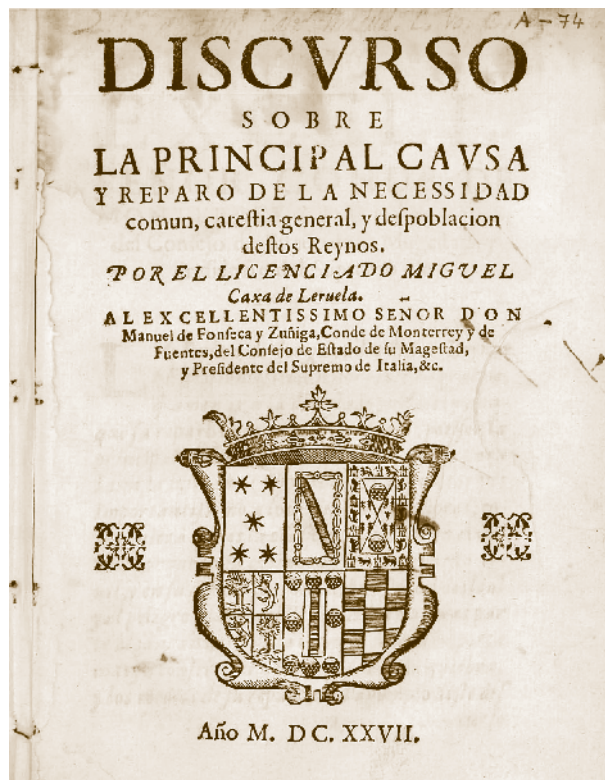 A-74
DISCVRSO
SOBRE
LA PRINCIPAL CAVSA
Y REPARO DE LA NECESSIDAD
comun, carestia general, y despoblacion
destos Reynos.
POR EL LICENCIADO MIGVEL
Caxa de Leruela.
AL EXCELLENTISSIMO SENOR DON
Manuel de Fonseca y Zuñiga, Conde de Monterrey y de
Fuentes, del Consejo de Estado de su Magestad,
y Presidente del Supremo de Italia, &c.
Año M. DC. XXVII.